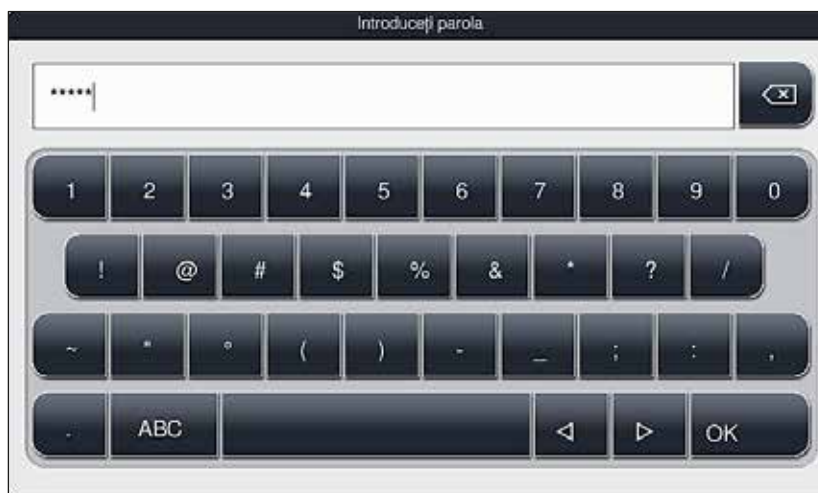 Introduceți parola
*****
1 2 3 4 5 6 7 8 9 0
! @ # $ % & * ? /
~ " ° ( ) - _ ; : ,
. ABC OK